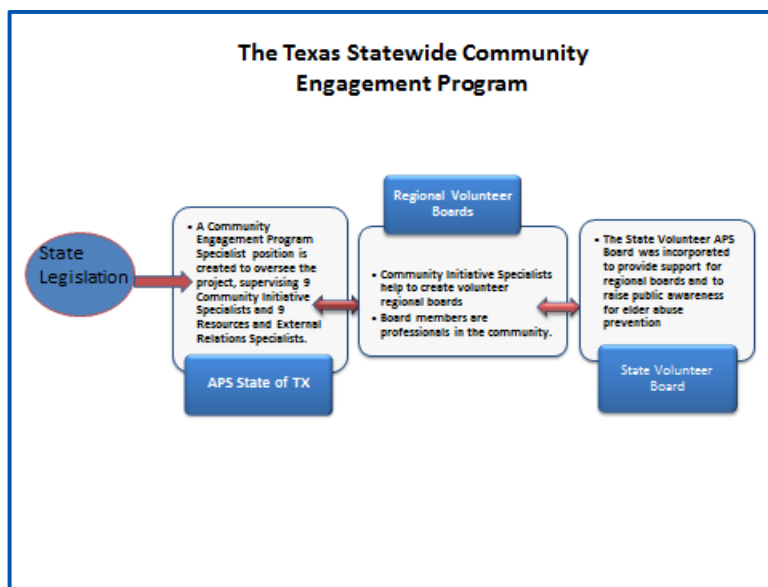 The Texas Statewide Community
Engagement Program
State
Legislation
▪ A Community
Engagement Program
Specialist position is
created to oversee the
project, supervising 9
Community Initiative
Specialists and 9
Resources and External
Relations Specialists.
APS State of TX
Regional Volunteer
Boards
▪ Community Initiative Specialists
help to create volunteer
regional boards
▪ Board members are
professionals in the community.
▪ The State Volunteer APS
Board was incorporated
to provide support for
regional boards and to
raise public awareness
for elder abuse
prevention
State Volunteer
Board